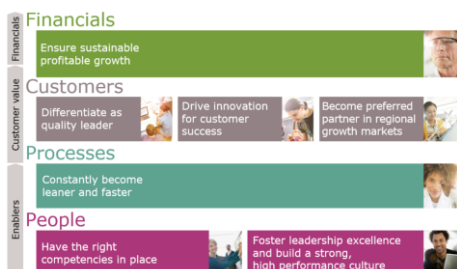 Financials
Financials
Ensure sustainable
profitable growth
Customer value
Customers
Differentiate as
quality leader
Drive innovation
for customer
success
Become preferred
partner in regional
growth markets
Enablers
Processes
Constantly become
leaner and faster
People
Have the right
competencies in place
Foster leadership excellence
and build a strong,
high performance culture